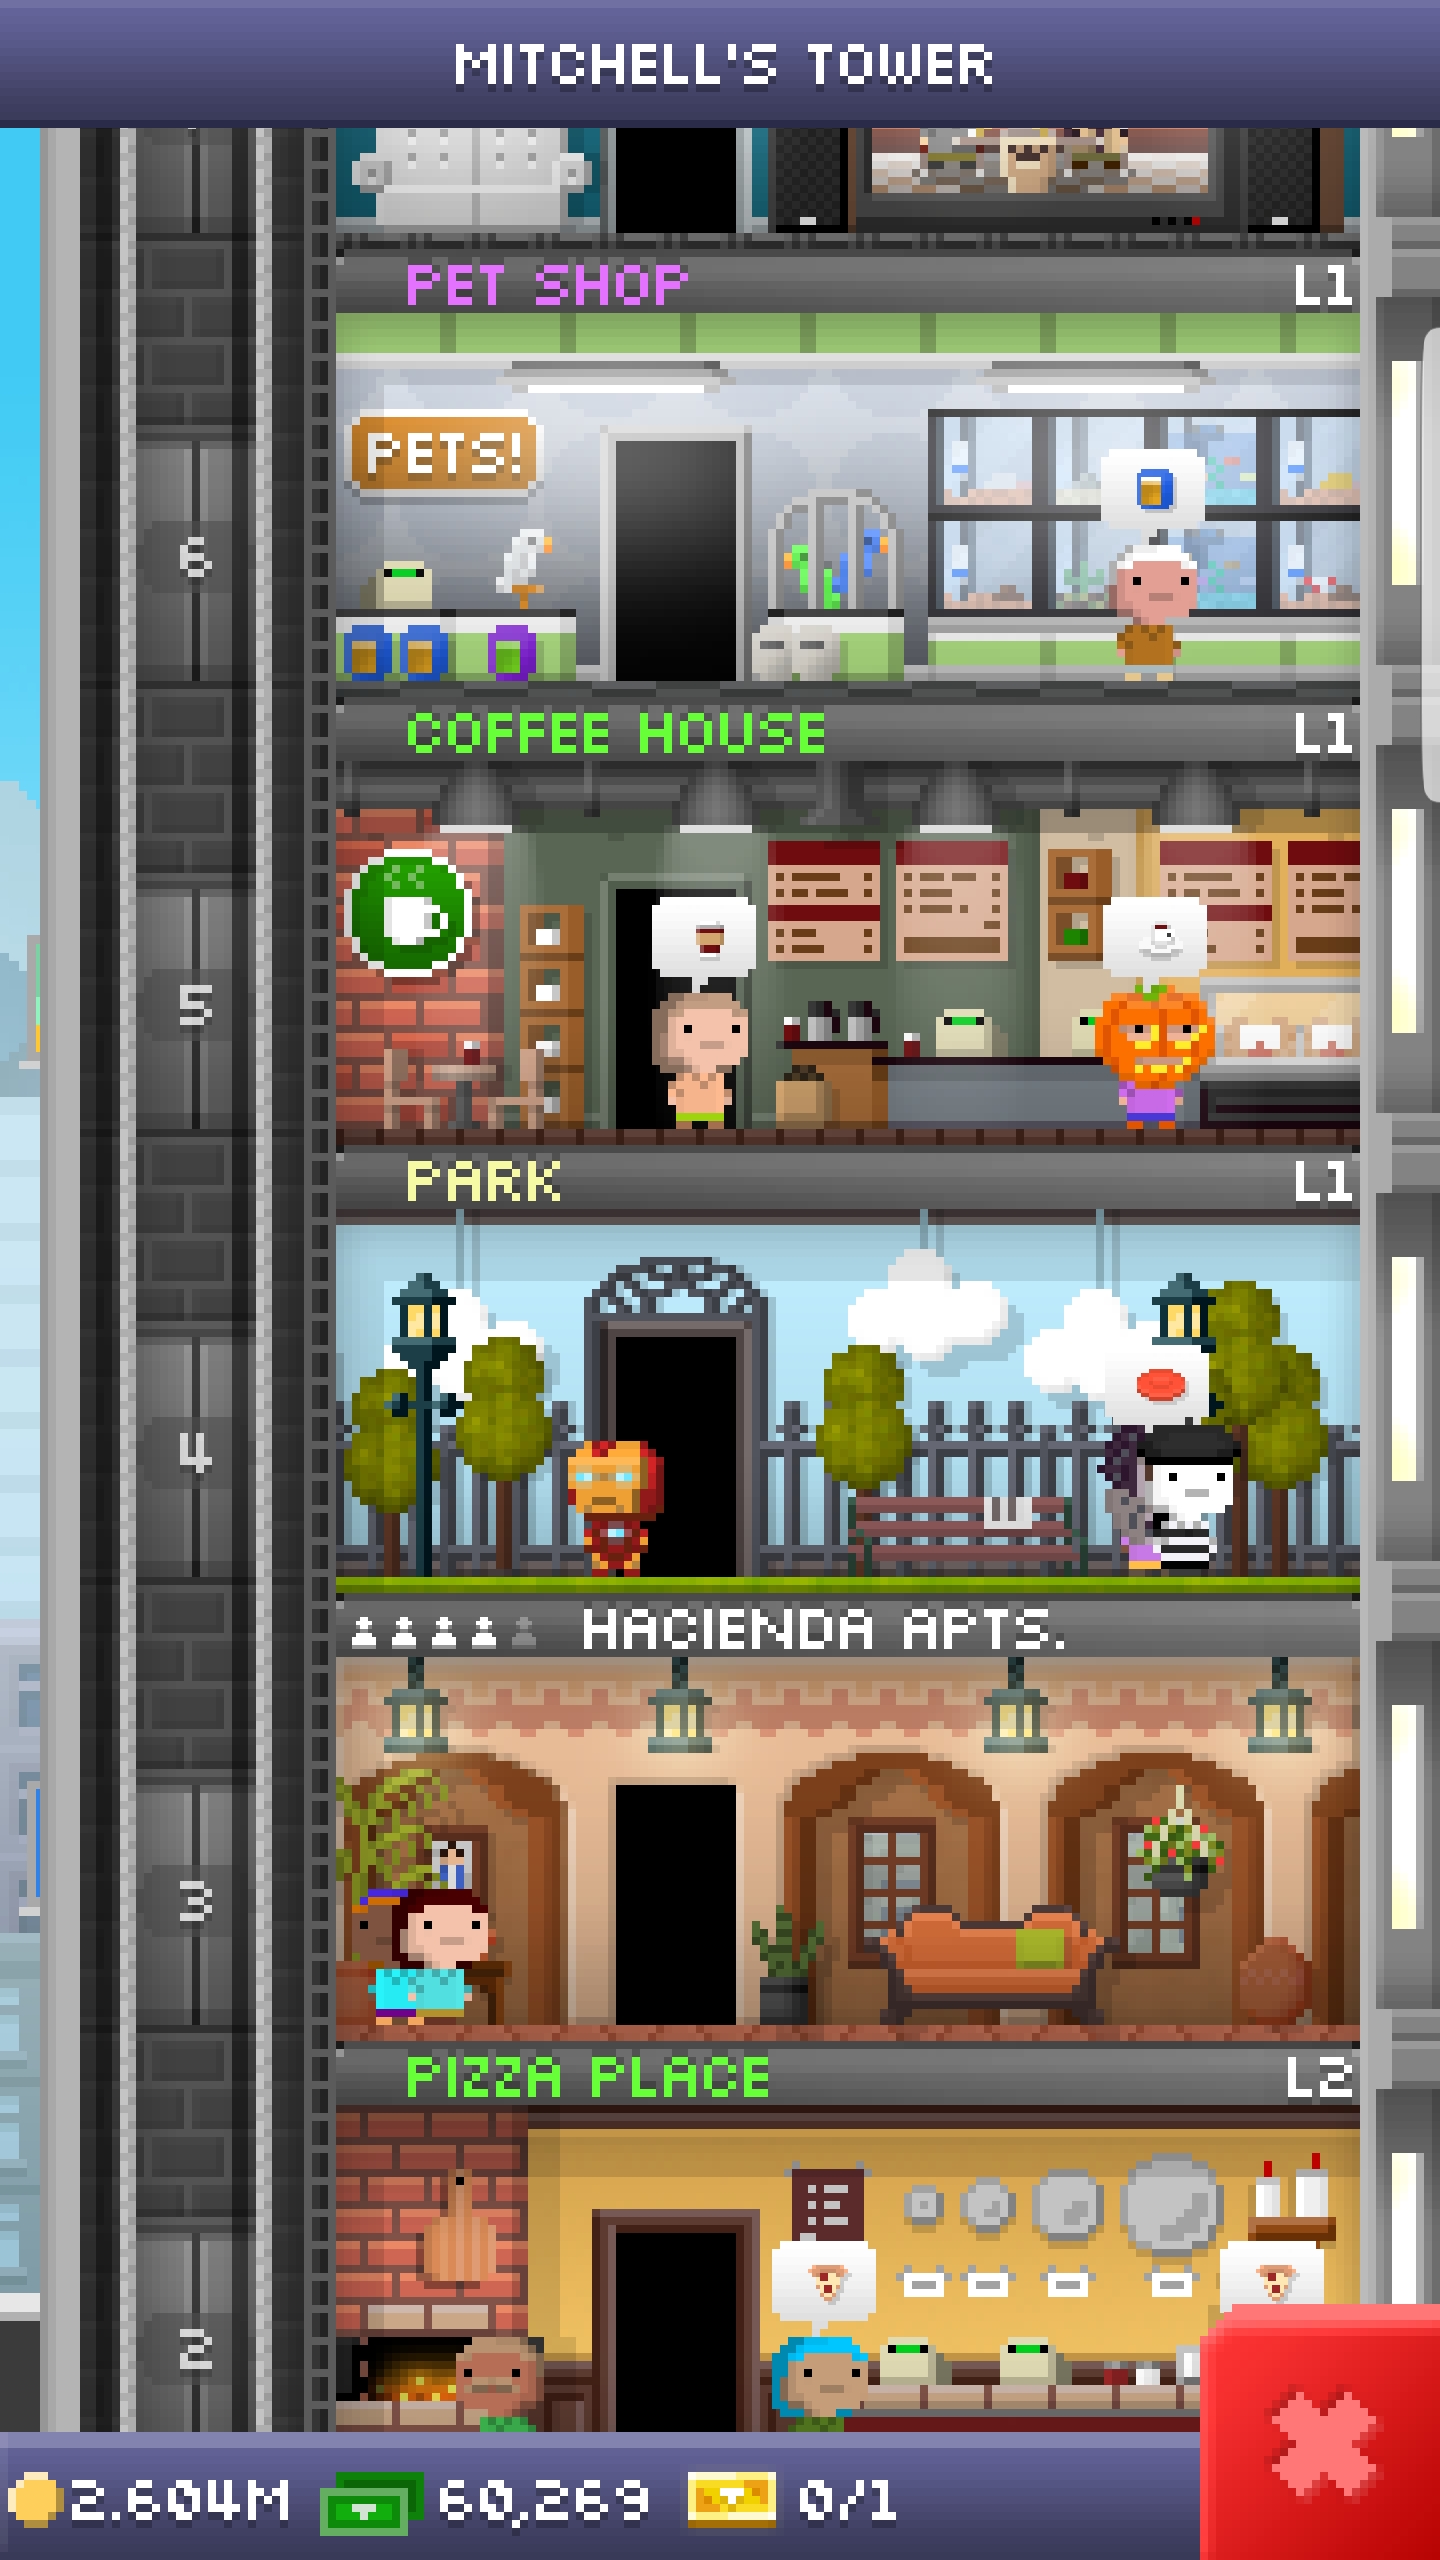 MITCHELL'S TOWER
PET SHOP L1
PETS!
6
COFFEE HOUSE L1
5
PARK L1
4
HACIENDA APTS.
3
PIZZA PLACE L2
2
2.604M 60,269 0/1